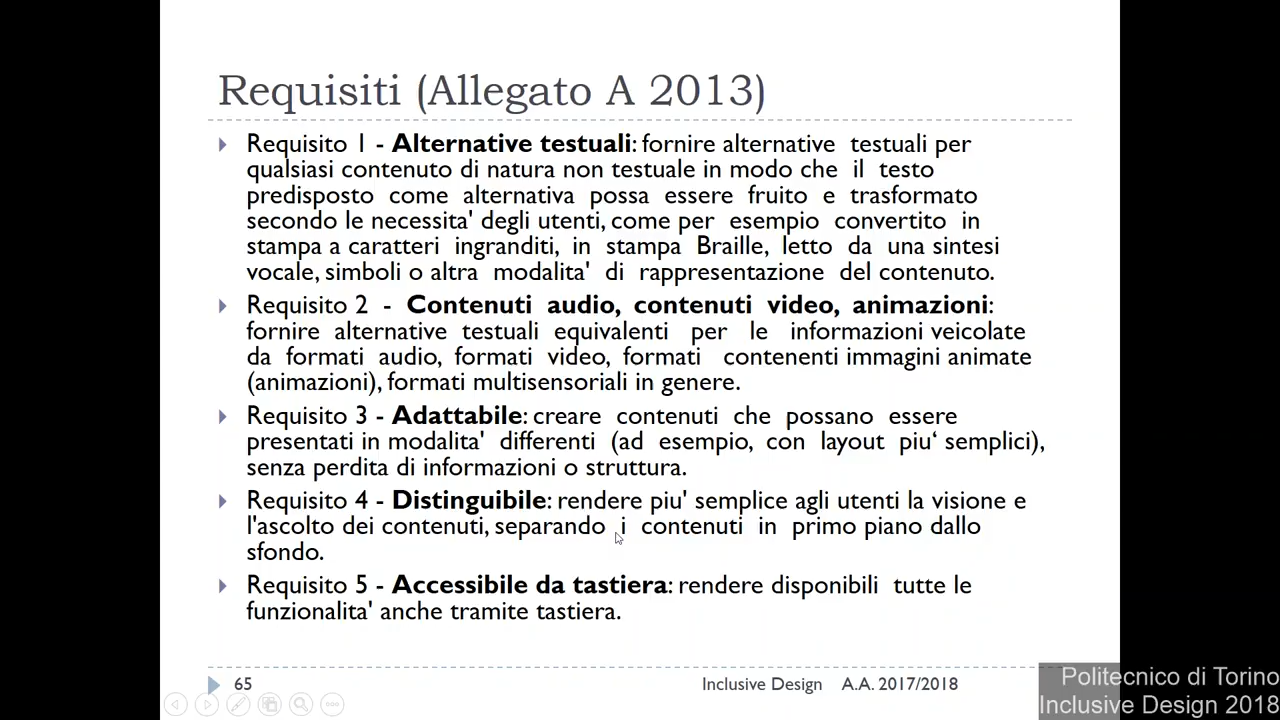 Requisiti (Allegato A 2013)
Requisito 1 - Alternative testuali: fornire alternative testuali per
qualsiasi contenuto di natura non testuale in modo che il testo
predisposto come alternativa possa essere fruito e trasformato
secondo le necessita' degli utenti, come per esempio convertito in
stampa a caratteri ingranditi, in stampa Braille, letto da una sintesi
vocale, simboli o altra modalita' di rappresentazione del contenuto.
Requisito 2 - Contenuti audio, contenuti video, animazioni:
fornire alternative testuali equivalenti per le informazioni veicolate
da formati audio, formati video, formati contenenti immagini animate
(animazioni), formati multisensoriali in genere.
Requisito 3 - Adattabile: creare contenuti che possano essere
presentati in modalita' differenti (ad esempio, con layout piu‘ semplici),
senza perdita di informazioni o struttura.
Requisito 4 - Distinguibile: rendere piu' semplice agli utenti la visione e
l'ascolto dei contenuti, separando i contenuti in primo piano dallo
sfondo.
Requisito 5 - Accessibile da tastiera: rendere disponibili tutte le
funzionalita' anche tramite tastiera.
65 Inclusive Design A.A. 2017/2018
Politecnico di Torino
Inclusive Design 2018